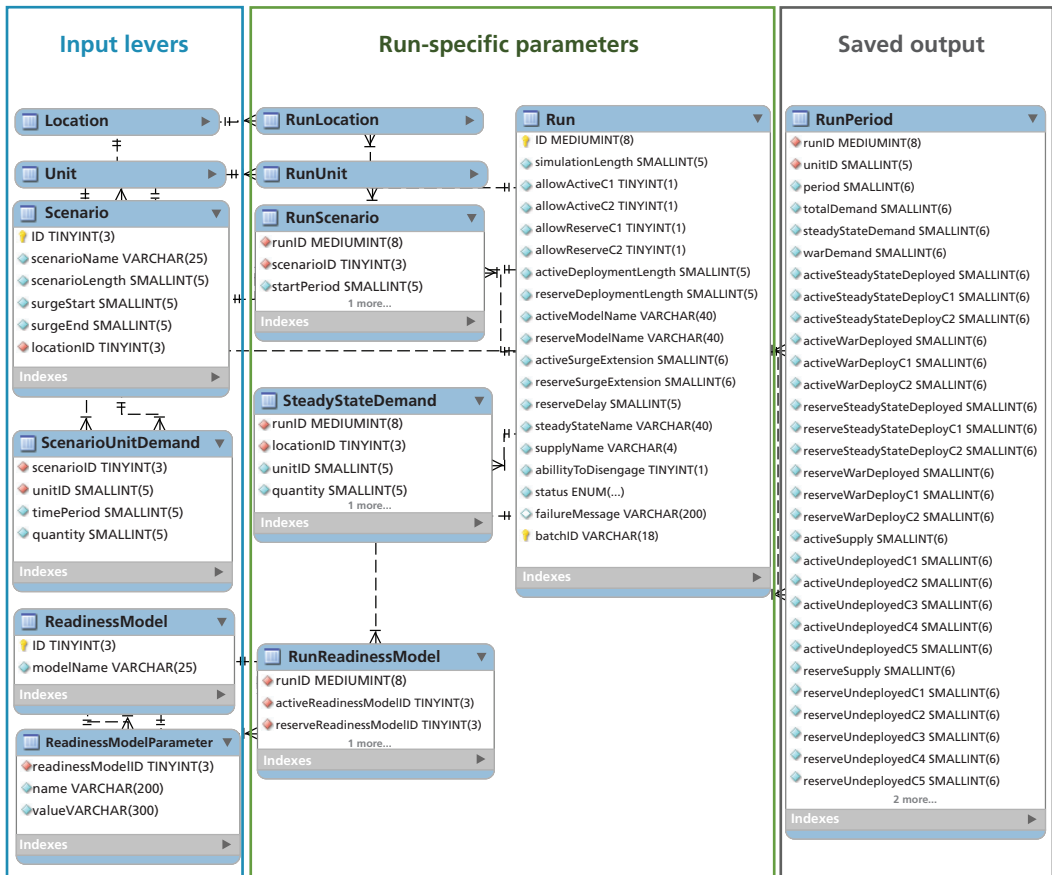 Input levers
Location
Unit
Scenario
ID TINYINT(3)
scenarioName VARCHAR(25)
scenarioLength SMALLINT(5)
surgeStart SMALLINT(5)
surgeEnd SMALLINT(5)
locationID TINYINT(3)
Indexes
ScenarioUnitDemand
scenarioID TINYINT(3)
unitID SMALLINT(5)
timePeriod SMALLINT(5)
quantity SMALLINT(5)
Indexes
ReadinessModel
ID TINYINT(3)
modelName VARCHAR(25)
Indexes
ReadinessModelParameter
readinessModelID TINYINT(3)
name VARCHAR(200)
valueVARCHAR(300)
Indexes
Run-specific parameters
RunLocation
RunUnit
RunScenario
runID MEDIUMINT(8)
scenarioID TINYINT(3)
startPeriod SMALLINT(5)
1 more...
Indexes
SteadyStateDemand
runID MEDIUMINT(8)
locationID TINYINT(3)
unitID SMALLINT(5)
quantity SMALLINT(5)
1 more...
Indexes
RunReadinessModel
runID MEDIUMINT(8)
activeReadinessModelID TINYINT(3)
reserveReadinessModelID TINYINT(3)
1 more...
Indexes
Run
ID MEDIUMINT(8)
simulationLength SMALLINT(5)
allowActiveC1 TINYINT(1)
allowActiveC2 TINYINT(1)
allowReserveC1 TINYINT(1)
allowReserveC2 TINYINT(1)
activeDeploymentLength SMALLINT(5)
reserveDeploymentLength SMALLINT(5)
activeModelName VARCHAR(40)
reserveModelName VARCHAR(40)
activeSurgeExtension SMALLINT(6)
reserveSurgeExtension SMALLINT(6)
reserveDelay SMALLINT(5)
steadyStateName VARCHAR(40)
supplyName VARCHAR(4)
abillityToDisengage TINYINT(1)
status ENUM(...)
failureMessage VARCHAR(200)
batchID VARCHAR(18)
Indexes
Saved output
RunPeriod
runID MEDIUMINT(8)
unitID SMALLINT(5)
period SMALLINT(6)
totalDemand SMALLINT(6)
steadyStateDemand SMALLINT(6)
warDemand SMALLINT(6)
activeSteadyStateDeployed SMALLINT(6)
activeSteadyStateDeployC1 SMALLINT(6)
activeSteadyStateDeployC2 SMALLINT(6)
activeWarDeployed SMALLINT(6)
activeWarDeployC1 SMALLINT(6)
activeWarDeployC2 SMALLINT(6)
reserveSteadyStateDeployed SMALLINT(6)
reserveSteadyStateDeployC1 SMALLINT(6)
reserveSteadyStateDeployC2 SMALLINT(6)
reserveWarDeployed SMALLINT(6)
reserveWarDeployC1 SMALLINT(6)
reserveWarDeployC2 SMALLINT(6)
activeSupply SMALLINT(6)
activeUndeployedC1 SMALLINT(6)
activeUndeployedC2 SMALLINT(6)
activeUndeployedC3 SMALLINT(6)
activeUndeployedC4 SMALLINT(6)
activeUndeployedC5 SMALLINT(6)
reserveSupply SMALLINT(6)
reserveUndeployedC1 SMALLINT(6)
reserveUndeployedC2 SMALLINT(6)
reserveUndeployedC3 SMALLINT(6)
reserveUndeployedC4 SMALLINT(6)
reserveUndeployedC5 SMALLINT(6)
2 more...
Indexes